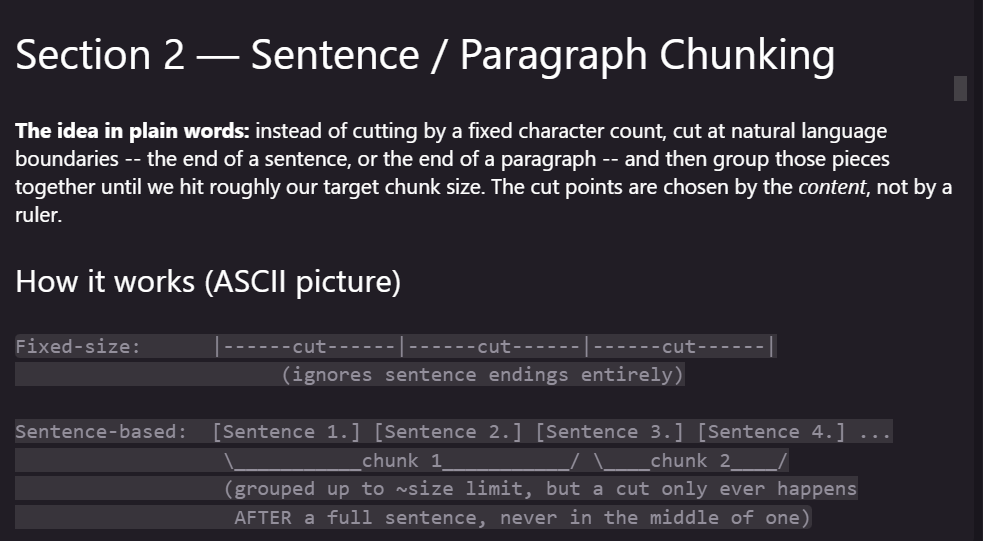 Section 2 — Sentence / Paragraph Chunking
The idea in plain words: instead of cutting by a fixed character count, cut at natural language
boundaries -- the end of a sentence, or the end of a paragraph -- and then group those pieces
together until we hit roughly our target chunk size. The cut points are chosen by the content, not by a
ruler.
How it works (ASCII picture)
Fixed-size:      |------cut------|------cut------|------cut------|
                       (ignores sentence endings entirely)
Sentence-based:  [Sentence 1.] [Sentence 2.] [Sentence 3.] [Sentence 4.] ...
                  \___________chunk 1___________/ \____chunk 2____/
                  (grouped up to ~size limit, but a cut only ever happens
                   AFTER a full sentence, never in the middle of one)